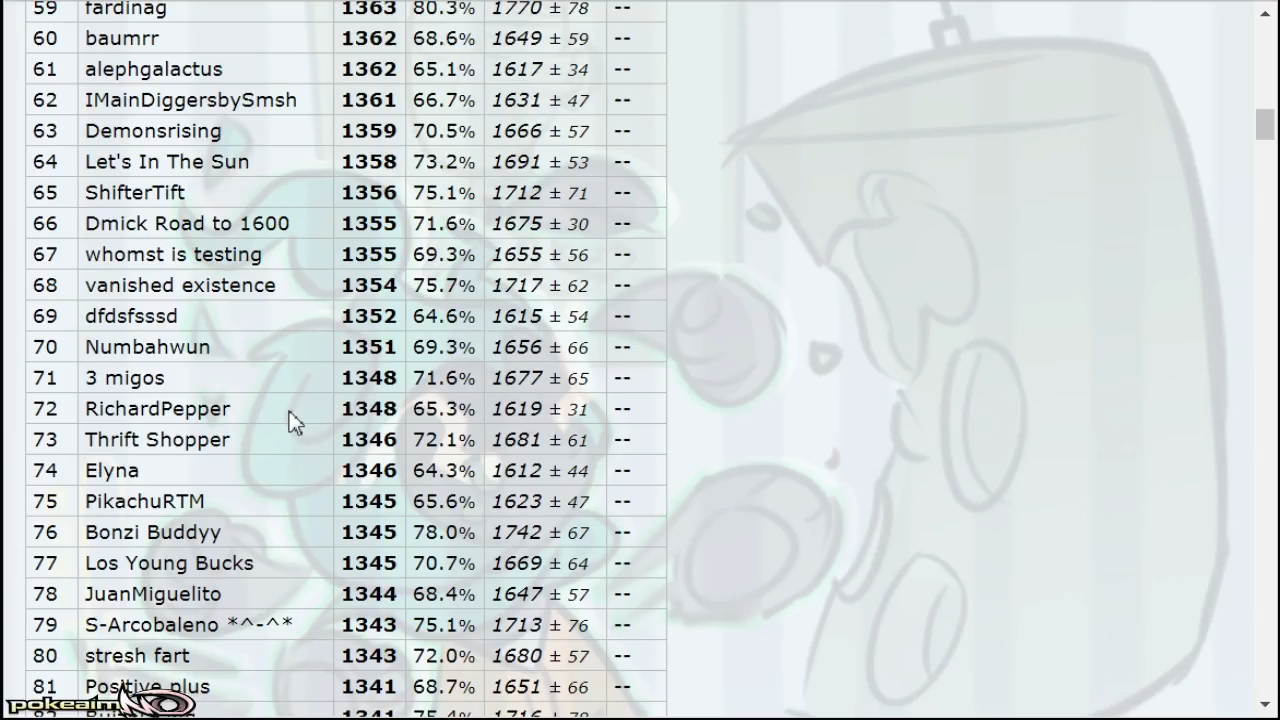 59 fardinag 1363 80.3% 1770 ± 78 --
60 baumrr 1362 68.6% 1649 ± 59 --
61 alephgalactus 1362 65.1% 1617 ± 34 --
62 IMainDiggersbySmsh 1361 66.7% 1631 ± 47 --
63 Demonsrising 1359 70.5% 1666 ± 57 --
64 Let's In The Sun 1358 73.2% 1691 ± 53 --
65 ShifterTift 1356 75.1% 1712 ± 71 --
66 Dmick Road to 1600 1355 71.6% 1675 ± 30 --
67 whomst is testing 1355 69.3% 1655 ± 56 --
68 vanished existence 1354 75.7% 1717 ± 62 --
69 dfdsfsssd 1352 64.6% 1615 ± 54 --
70 Numbahwun 1351 69.3% 1656 ± 66 --
71 3 migos 1348 71.6% 1677 ± 65 --
72 RichardPepper 1348 65.3% 1619 ± 31 --
73 Thrift Shopper 1346 72.1% 1681 ± 61 --
74 Elyna 1346 64.3% 1612 ± 44 --
75 PikachuRTM 1345 65.6% 1623 ± 47 --
76 Bonzi Buddyy 1345 78.0% 1742 ± 67 --
77 Los Young Bucks 1345 70.7% 1669 ± 64 --
78 JuanMiguelito 1344 68.4% 1647 ± 57 --
79 S-Arcobaleno *^-^* 1343 75.1% 1713 ± 76 --
80 stresh fart 1343 72.0% 1680 ± 57 --
81 Positive plus 1341 68.7% 1651 ± 66 --
82 1341 75.4% 1716 ± 78
pokeaim